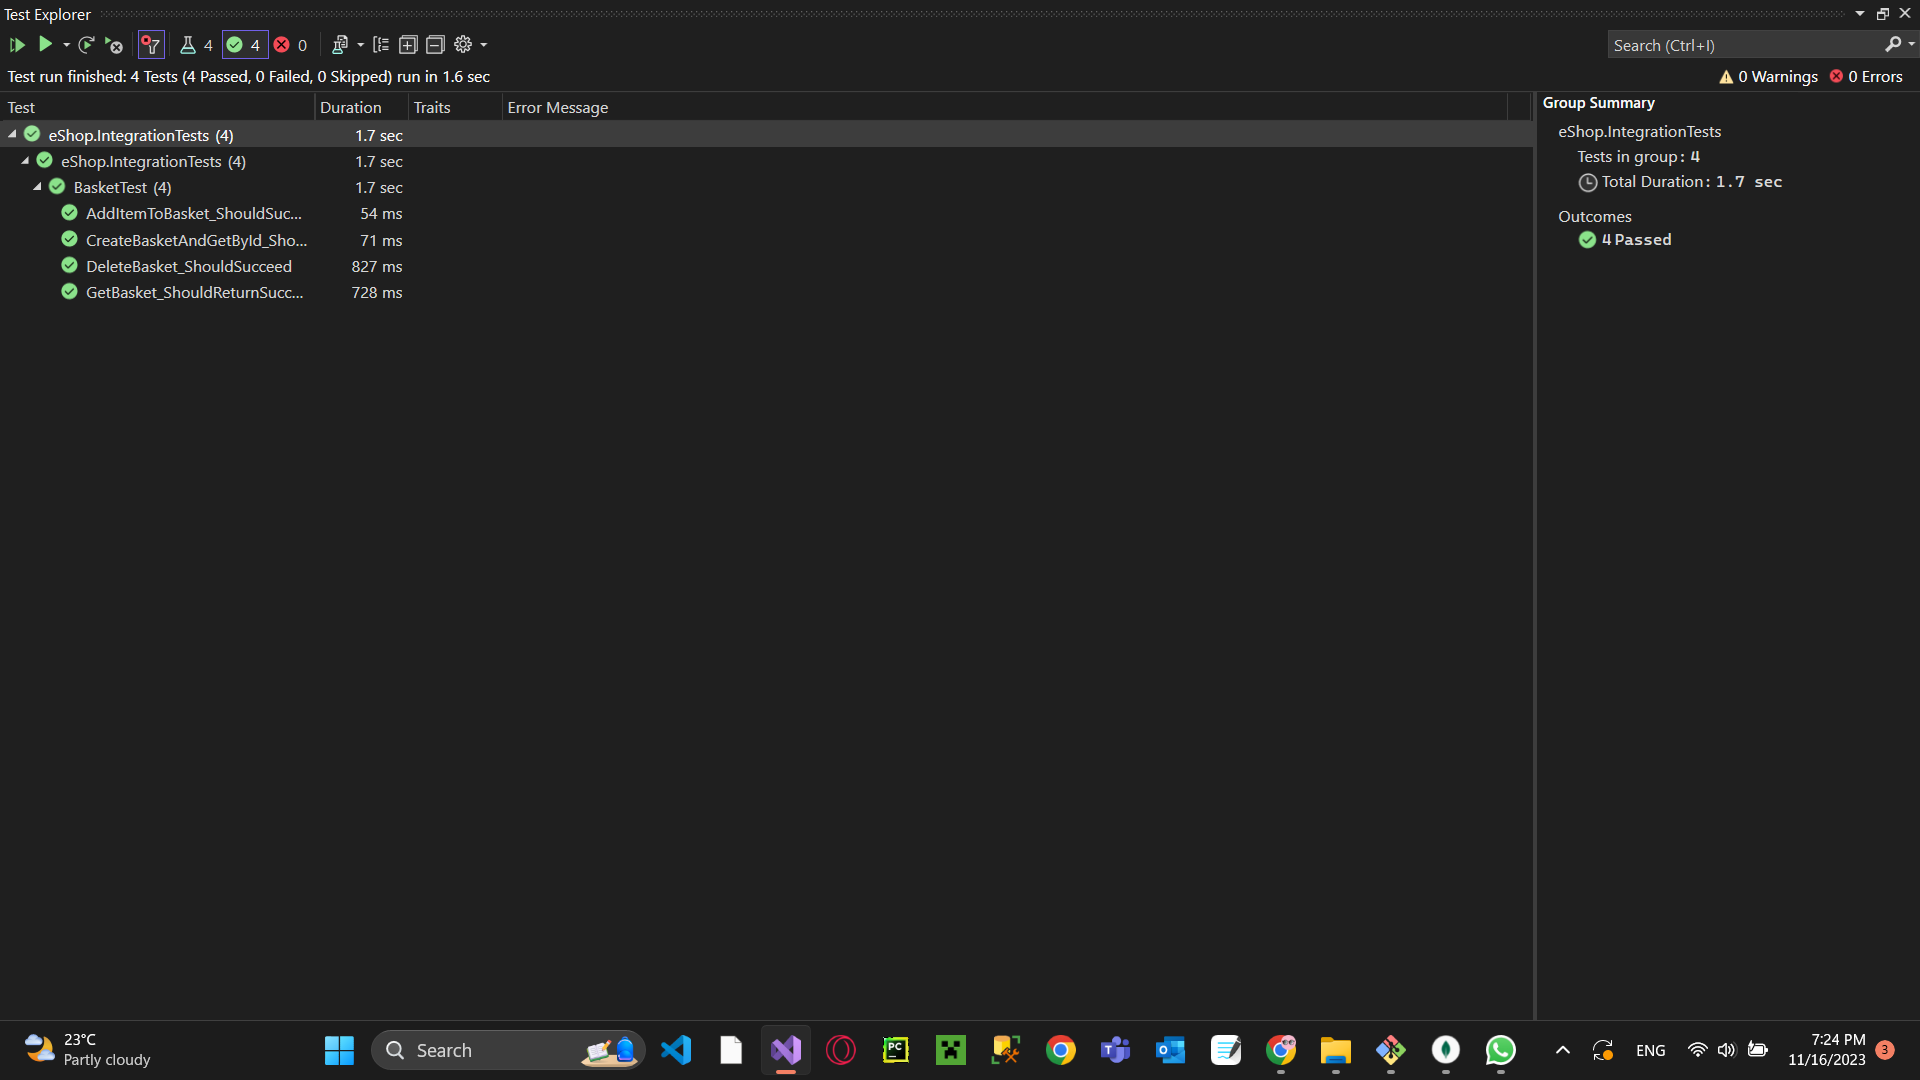 Test Explorer
4 4 0
Search (Ctrl+I)
Test run finished: 4 Tests (4 Passed, 0 Failed, 0 Skipped) run in 1.6 sec
0 Warnings 0 Errors
Test Duration Traits Error Message
eShop.IntegrationTests (4) 1.7 sec
eShop.IntegrationTests (4) 1.7 sec
BasketTest (4) 1.7 sec
AddItemToBasket_ShouldSuc... 54 ms
CreateBasketAndGetById_Sho... 71 ms
DeleteBasket_ShouldSucceed 827 ms
GetBasket_ShouldReturnSucc... 728 ms
Group Summary
eShop.IntegrationTests
Tests in group: 4
Total Duration: 1.7 sec
Outcomes
4 Passed
23°C
Partly cloudy
Search
PC
ENG
7:24 PM
11/16/2023
3